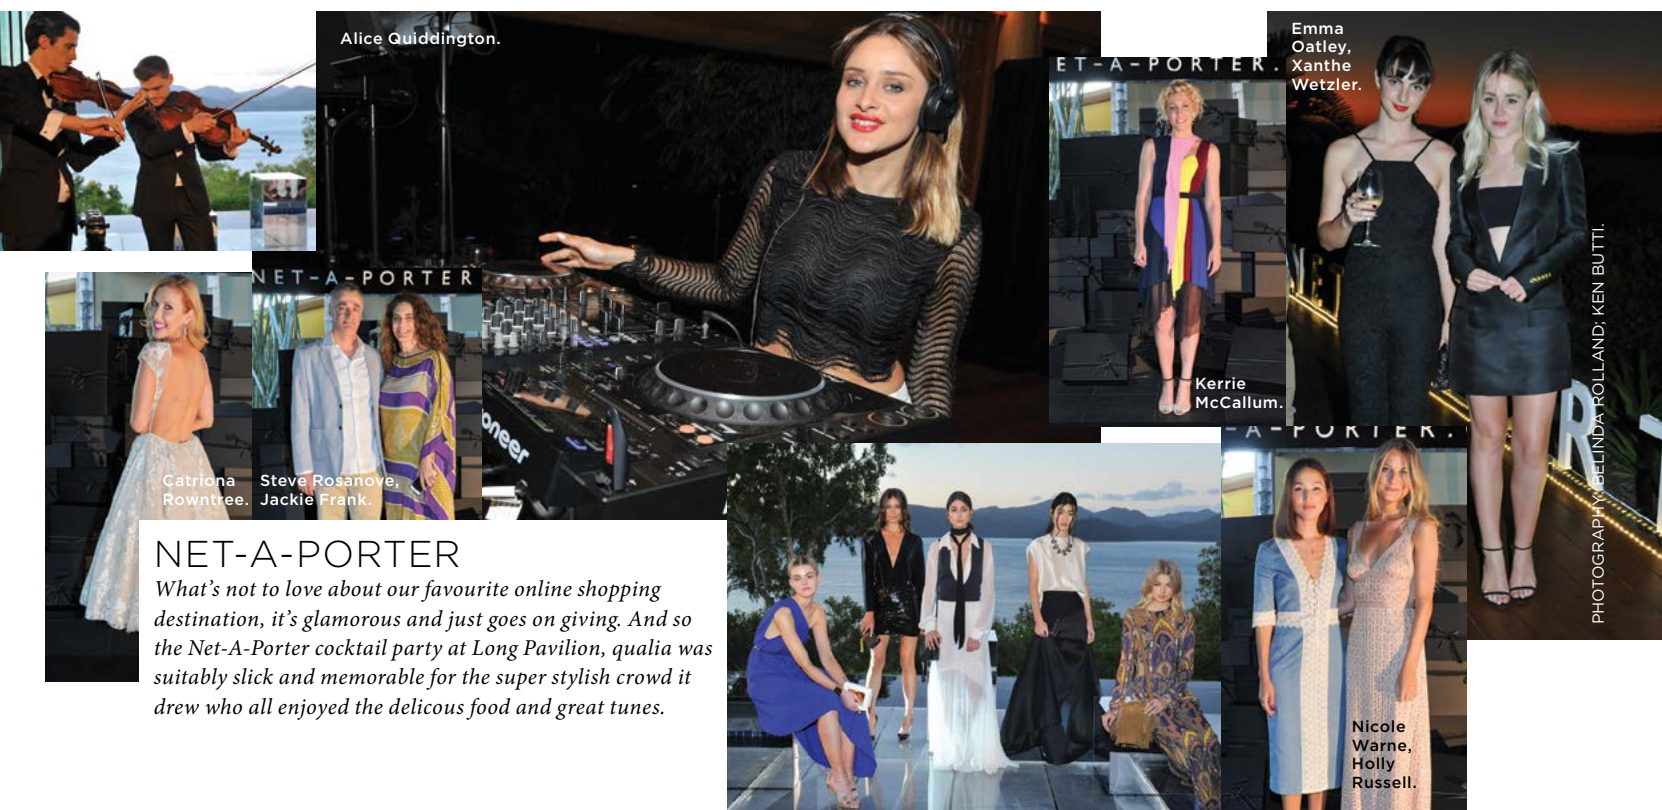 Alice Quiddington.
ET-A-PORTER.
Emma
Oatley,
Xanthe
Wetzler.
NET-A-PORTER
Kerrie
McCallum.
-A-PORTER.
Catriona
Rowntree.
Steve Rosanove,
Jackie Frank.
oneer
NET-A-PORTER
What's not to love about our favourite online shopping
destination, it's glamorous and just goes on giving. And so
the Net-A-Porter cocktail party at Long Pavilion, qualia was
suitably slick and memorable for the super stylish crowd it
drew who all enjoyed the delicous food and great tunes.
Nicole
Warne,
Holly
Russell.
PHOTOGRAPHY: BELINDA ROLLAND; KEN BUTTI.